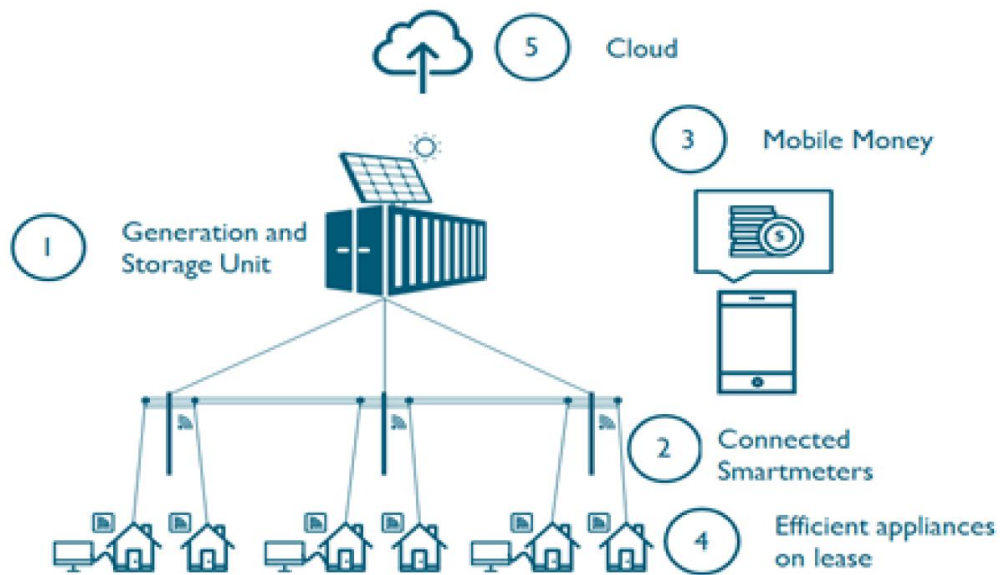 5 Cloud
3 Mobile Money
$
1 Generation and
Storage Unit
2 Connected
Smartmeters
4 Efficient appliances
on lease